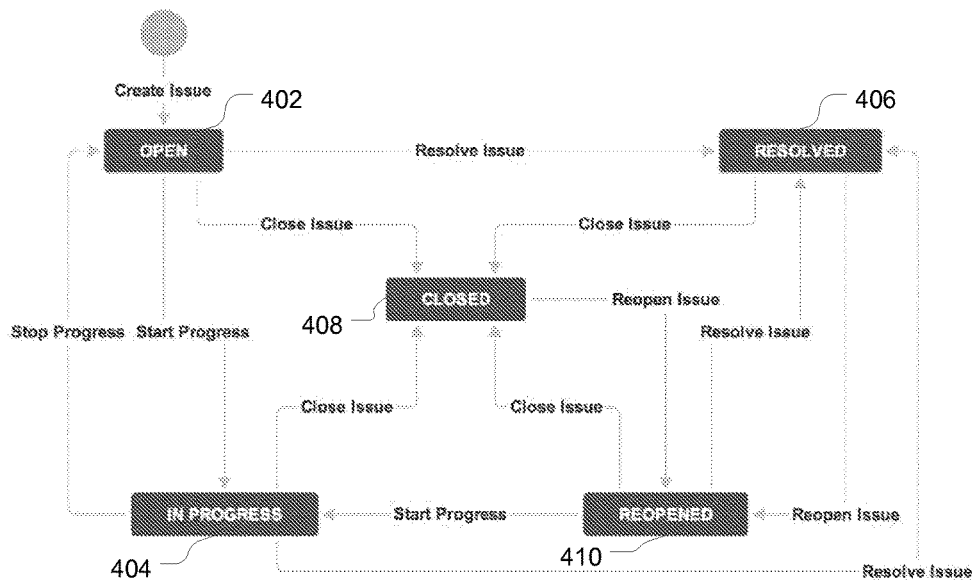 Create Issue
402
406
OPEN
Resolve Issue
RESOLVED
Close Issue
Close Issue
CLOSED
Reopen Issue
408
Stop Progress
Start Progress
Resolve Issue
Close Issue
Close Issue
IN PROGRESS
Start Progress
REOPENED
Reopen Issue
404
410
Resolve Issue